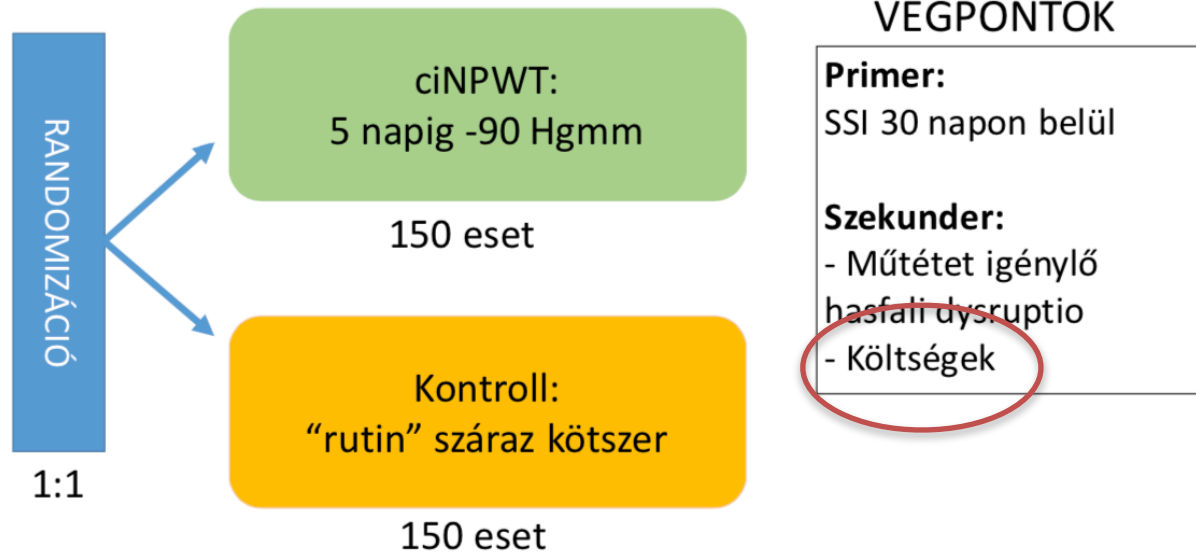 RANDOMIZÁCIÓ
1:1
ciNPWT:
5 napig -90 Hgmm
150 eset
Kontroll:
“rutin” száraz kötszer
150 eset
VÉGPONTOK
Primer:
SSI 30 napon belül
Szekunder:
- Műtétet igénylő
hasfali dysruptio
- Költségek